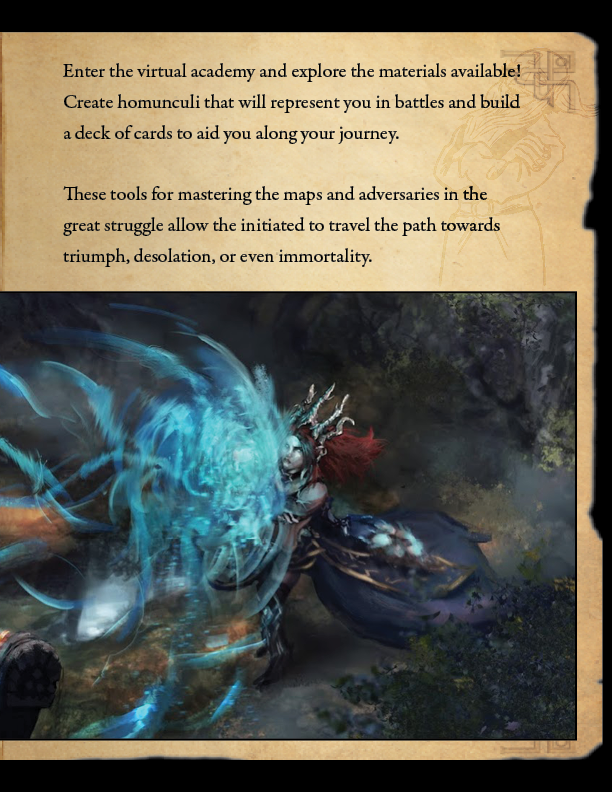 Enter the virtual academy and explore the materials available!
Create homunculi that will represent you in battles and build
a deck of cards to aid you along your journey.
These tools for mastering the maps and adversaries in the
great struggle allow the initiated to travel the path towards
triumph, desolation, or even immortality.